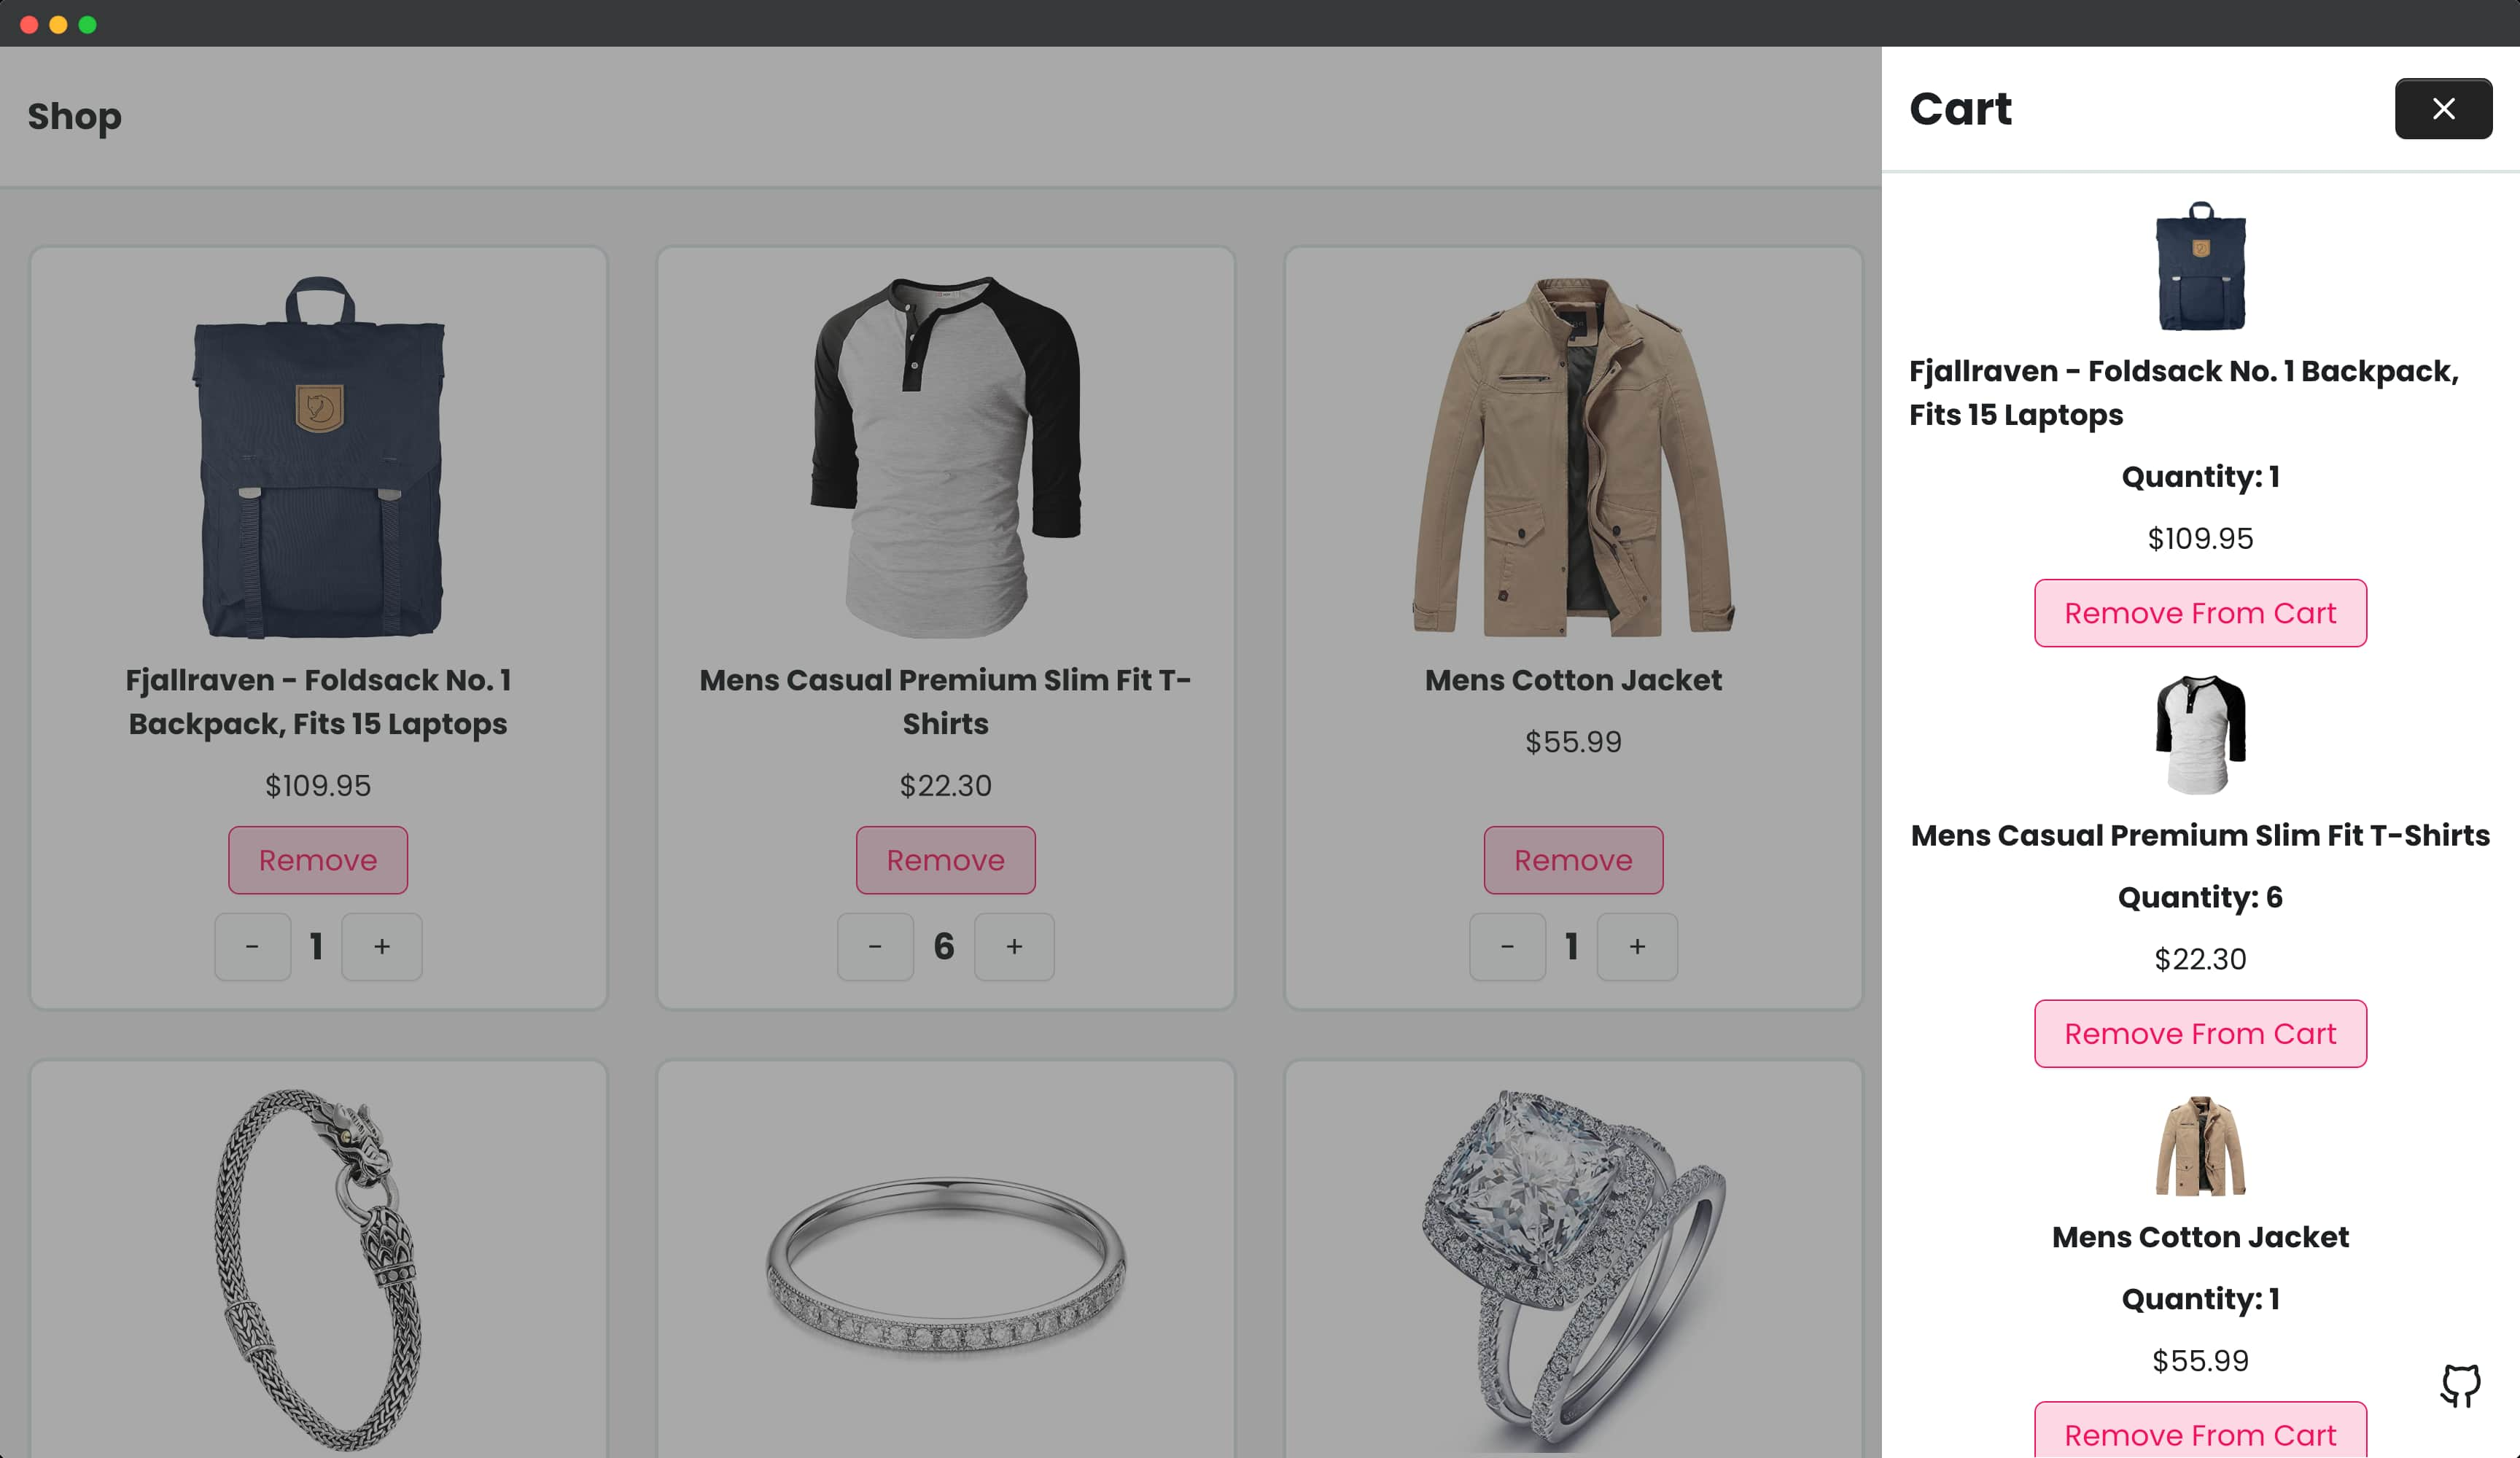 Shop
Fjallraven - Foldsack No. 1
Backpack, Fits 15 Laptops
$109.95
Remove
- 1 +
Mens Casual Premium Slim Fit T-
Shirts
$22.30
Remove
- 6 +
Mens Cotton Jacket
$55.99
Remove
- 1 +
Cart
Fjallraven - Foldsack No. 1 Backpack,
Fits 15 Laptops
Quantity: 1
$109.95
Remove From Cart
Mens Casual Premium Slim Fit T-Shirts
Quantity: 6
$22.30
Remove From Cart
Mens Cotton Jacket
Quantity: 1
$55.99
Remove From Cart